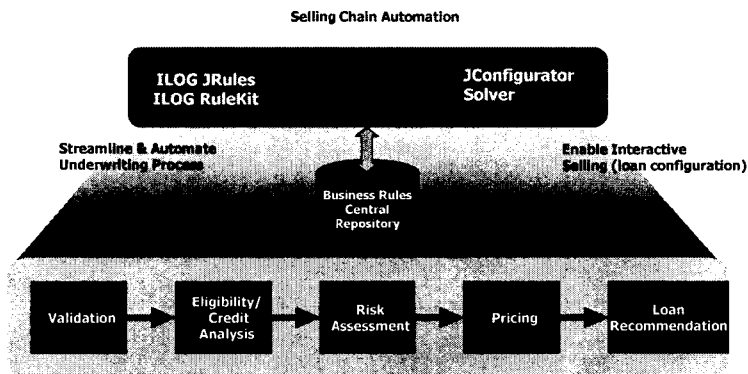 Selling Chain Automation
ILOG JRules
ILOG RuleKit
JConfigurator
Solver
Streamline & Automate
Underwriting Process
Enable Interactive
Selling (loan configuration)
Business Rules
Central
Repository
Validation
Eligibility/
Credit
Analysis
Risk
Assessment
Pricing
Loan
Recommendation